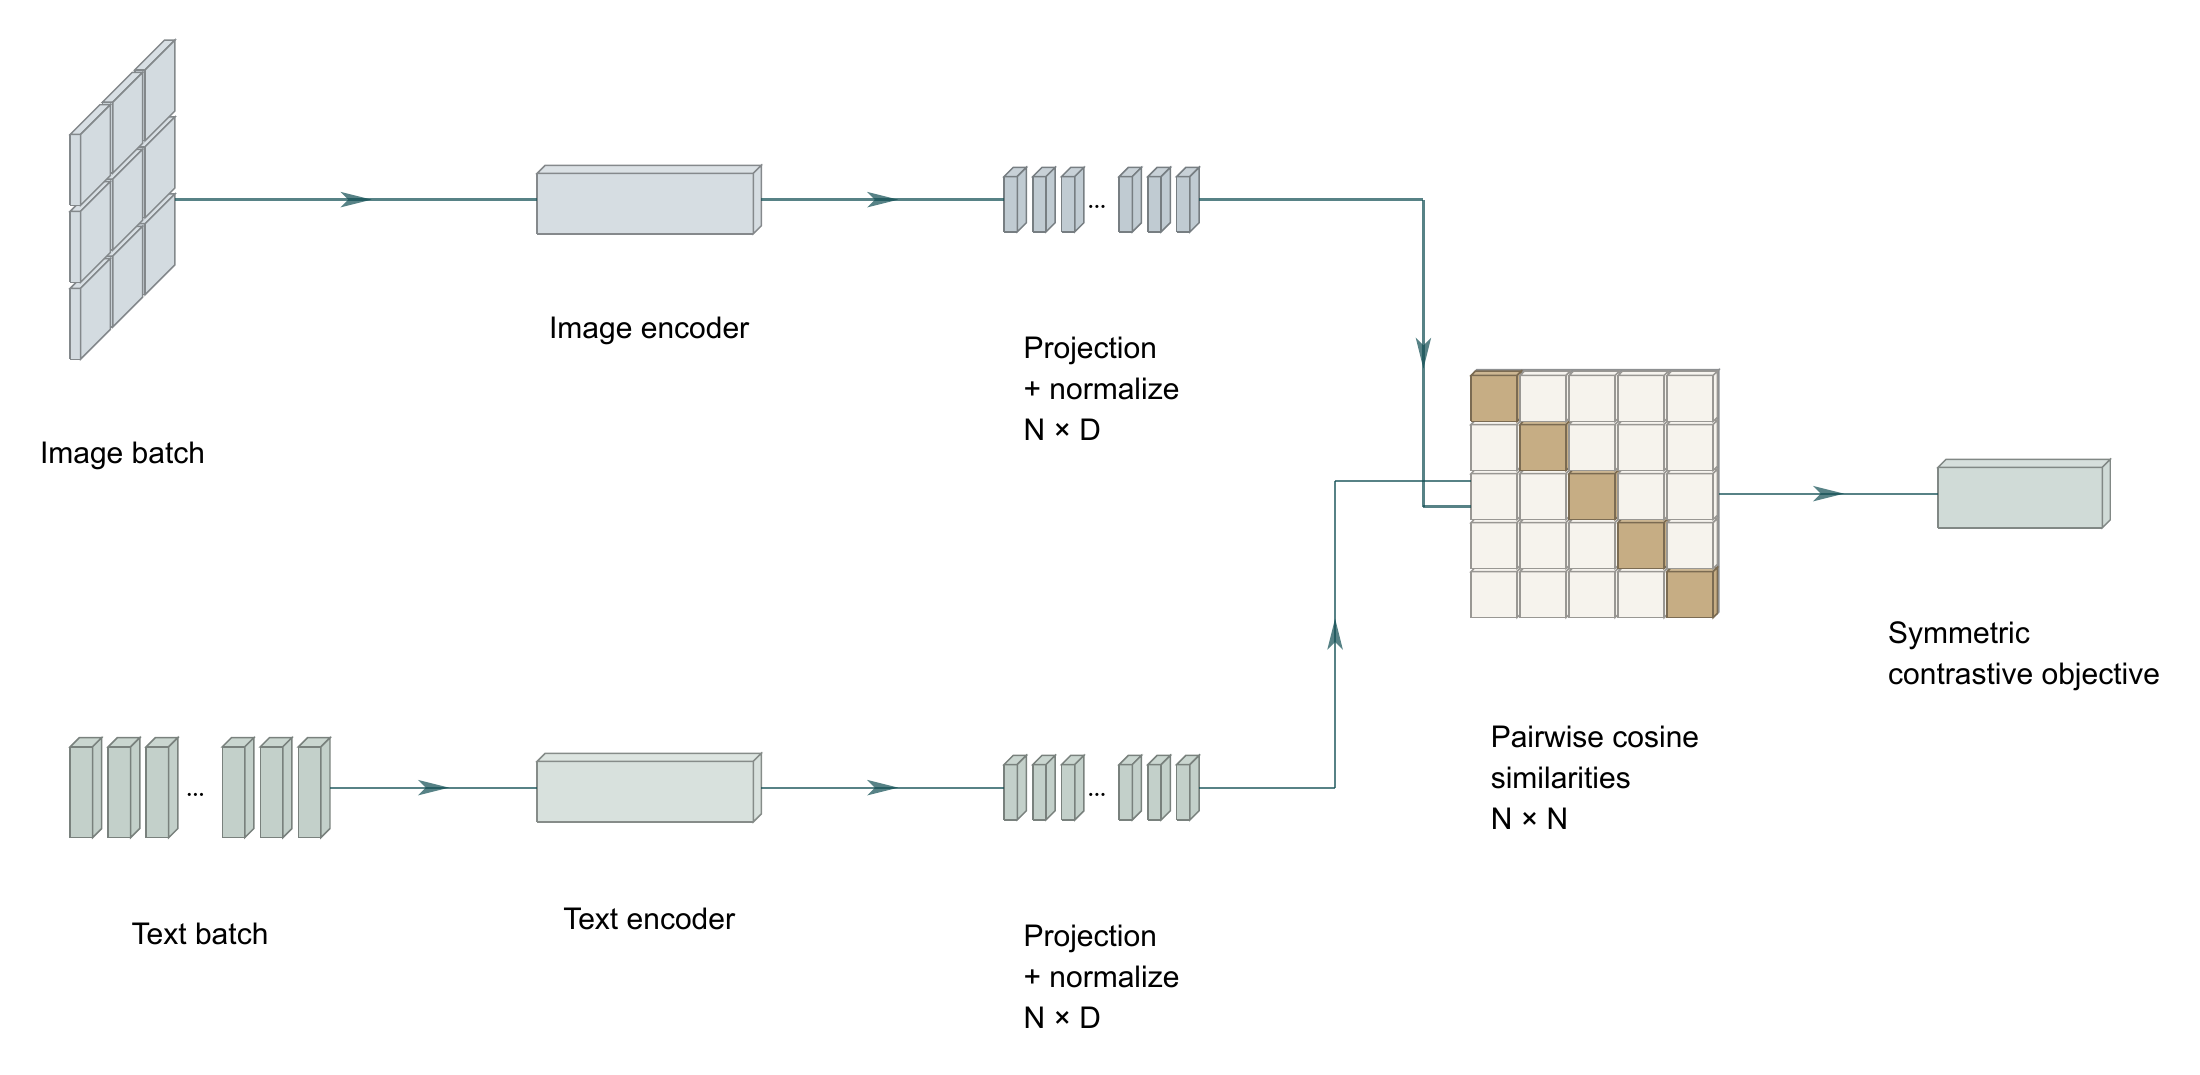 Image batch
Image encoder
Projection
+ normalize
N × D
...
Text batch
...
Text encoder
Projection
+ normalize
N × D
...
Pairwise cosine
similarities
N × N
Symmetric
contrastive objective